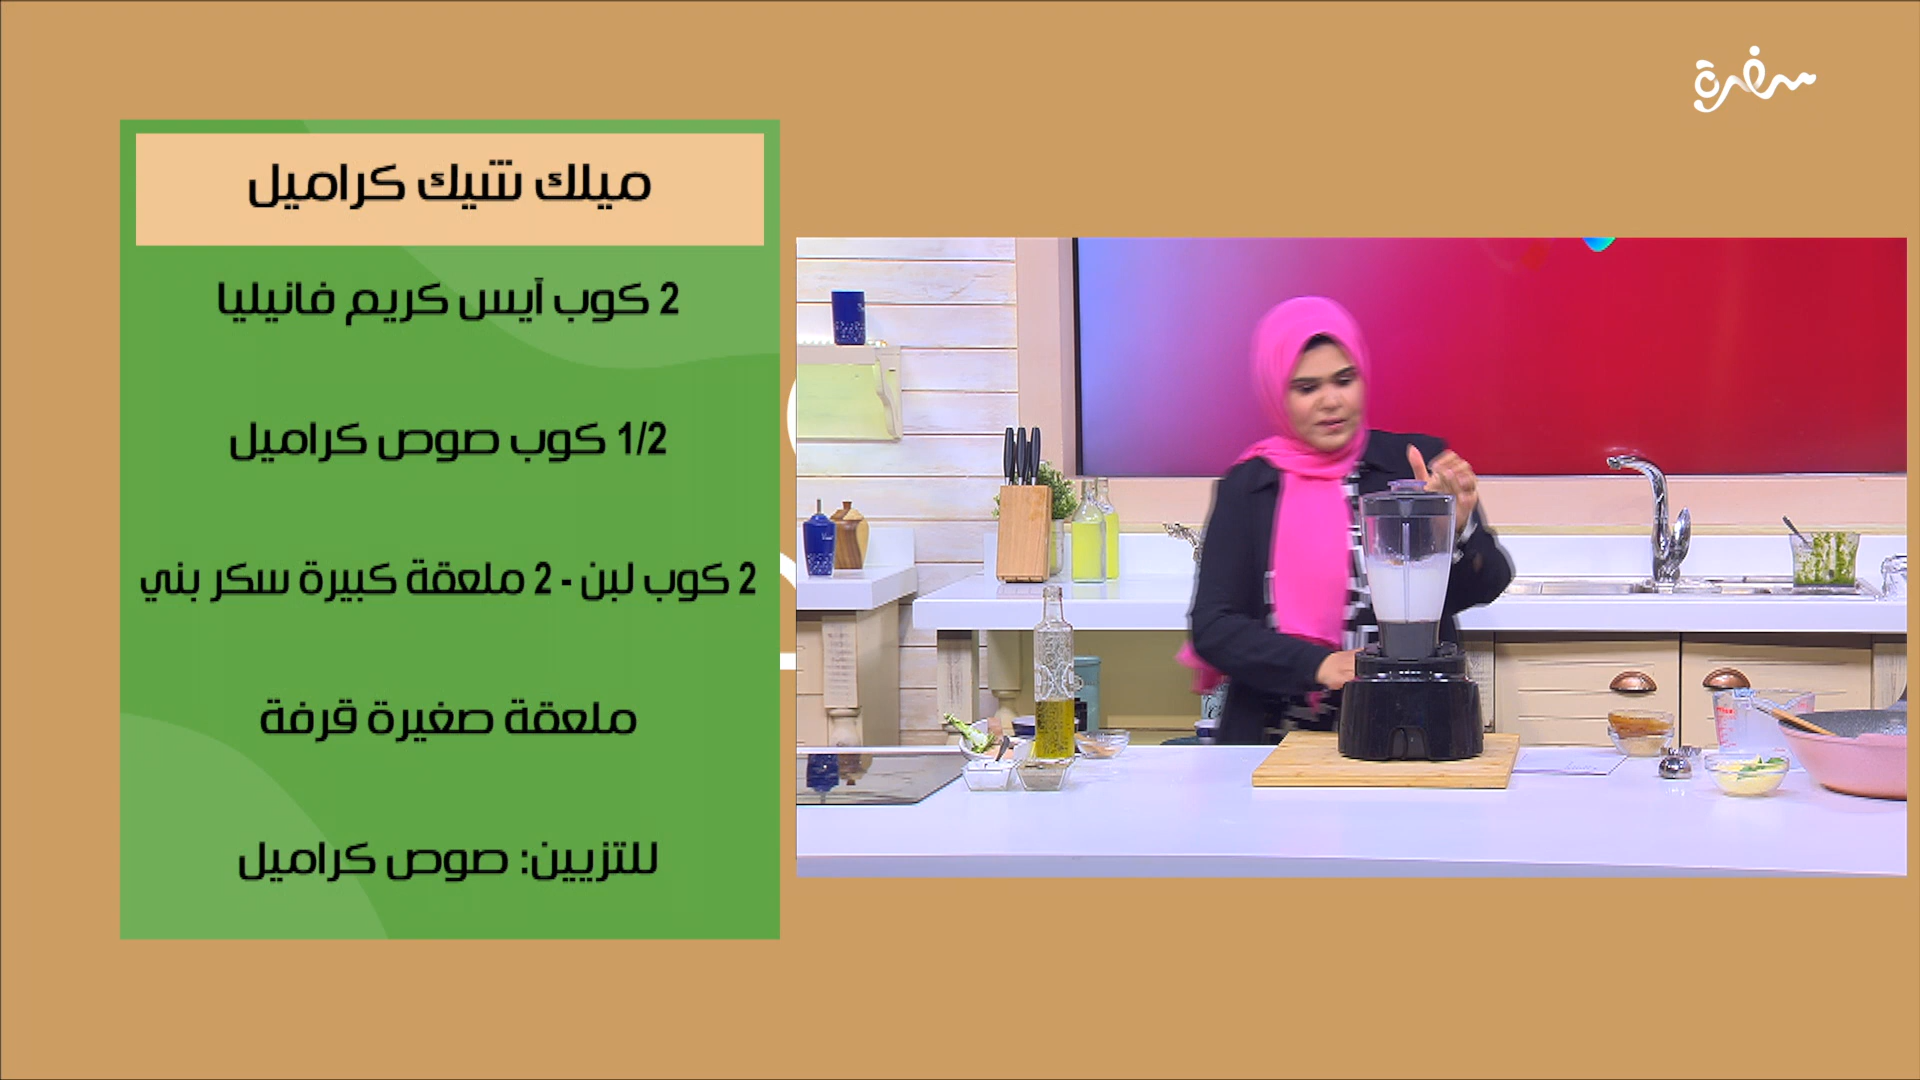 سفرة
ميلك شيك كراميل
2 كوب آيس كريم فانيليا
1/2 كوب صوص كراميل
2 كوب لبن - 2 ملعقة كبيرة سكر بني
ملعقة صغيرة قرفة
للتزيين: صوص كراميل